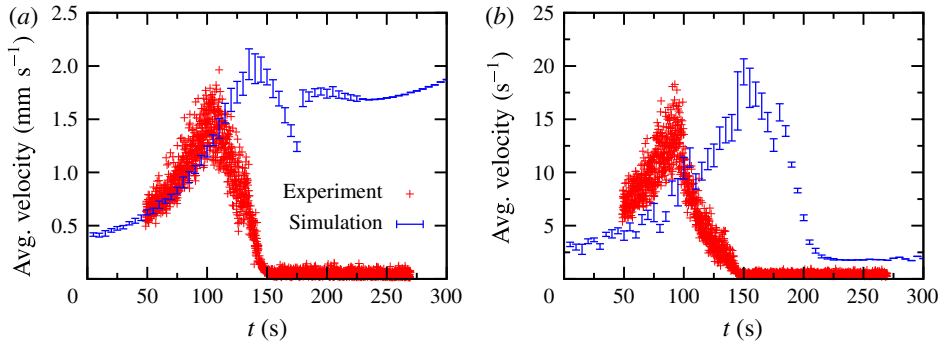 (a)
2.5
2.0
1.5
1.0
0.5
50 100 150 200 250 300
t (s)
Avg. velocity (mm s⁻¹)
Experiment
Simulation
(b)
25
20
15
10
5
0
50 100 150 200 250 300
t (s)
Avg. velocity (s⁻¹)